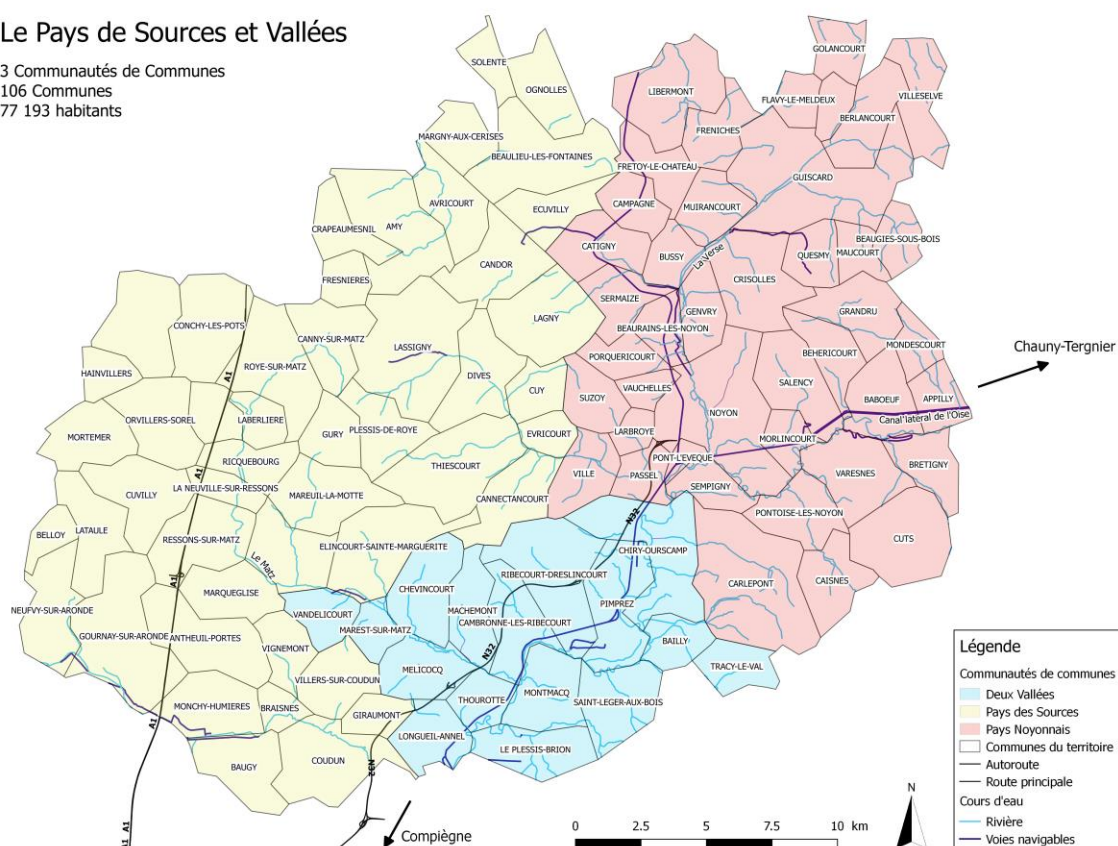 Le Pays de Sources et Vallées
3 Communautés de Communes
106 Communes
77 193 habitants
SOLENTE
OGNOLLES
GOLANCOURT
LIBERMONT
FLAVY-LE-MELDEUX
VILLESELVE
BERLANCOURT
FRENICHES
MARGNY-AUX-CERISES
BEAULIEU-LES-FONTAINES
FRETOY-LE-CHATEAU
GUISCARD
AVRICOURT
ECUVILLY
CAMPAGNE
MUIRANCOURT
CRAPEAUMESNIL
AMY
CATIGNY
BEAUGIES-SOUS-BOIS
BUSSY
La Verse
QUESMY
MAUCOURT
CANDOR
FRESNIERES
CRISOLLES
SERMAIZE
GENVRY
GRANDRU
LAGNY
CONCHY-LES-POTS
BEAURAINS-LES-NOYON
CANNY-SUR-MATZ
LASSIGNY
MONDESCOURT
Chauny-Tergnier
BEHERICOURT
PORQUERICOURT
ROYE-SUR-MATZ
HAINVILLERS
A1
DIVES
SALENCY
VAUCHELLES
CUY
SUZOY
BABOEUF
APPILLY
NOYON
Canal lateral de l'Oise
ORVILLERS-SOREL
LABERLIERE
MORTEMER
GURY
PLESSIS-DE-ROYE
EVRICOURT
LARBROYE
MORLINCOURT
PONT-L'EVEQUE
RICQUEBOURG
THIESCOURT
BRETIGNY
A1
VILLE
PASSEL
VARESNES
LA NEUVILLE-SUR-RESSONS
SEMPIGNY
CUVILLY
MAREUIL-LA-MOTTE
CANNECTANCOURT
PONTOISE-LES-NOYON
N32
LATAULE
BELLOY
RESSONS-SUR-MATZ
CUTS
ELINCOURT-SAINTE-MARGUERITE
CHIRY-OURSCAMP
Le Matz
RIBECOURT-DRESLINCOURT
A1
CARLEPONT
CAISNES
CHEVINCOURT
MARQUEGLISE
PIMPREZ
NEUFVY-SUR-ARONDE
MACHEMONT
VANDELICOURT
CAMBRONNE-LES-RIBECOURT
MAREST-SUR-MATZ
GOURNAY-SUR-ARONDE
ANTHEUIL-PORTES
BAILLY
VIGNEMONT
N32
TRACY-LE-VAL
MELICOCQ
VILLERS-SUR-COUDUN
MONTMACQ
THOUROTTE
SAINT-LEGER-AUX-BOIS
MONCHY-HUMIERES
BRAISNES
GIRAUMONT
A1
LONGUEIL-ANNEL
LE PLESSIS-BRION
COUDUN
BAUGY
N32
Compiègne
A1
A1
0 2.5 5 7.5 10 km
N
Légende
Communautés de communes
Deux Vallées
Pays des Sources
Pays Noyonnais
Communes du territoire
Autoroute
Route principale
Cours d'eau
Rivière
Voies navigables